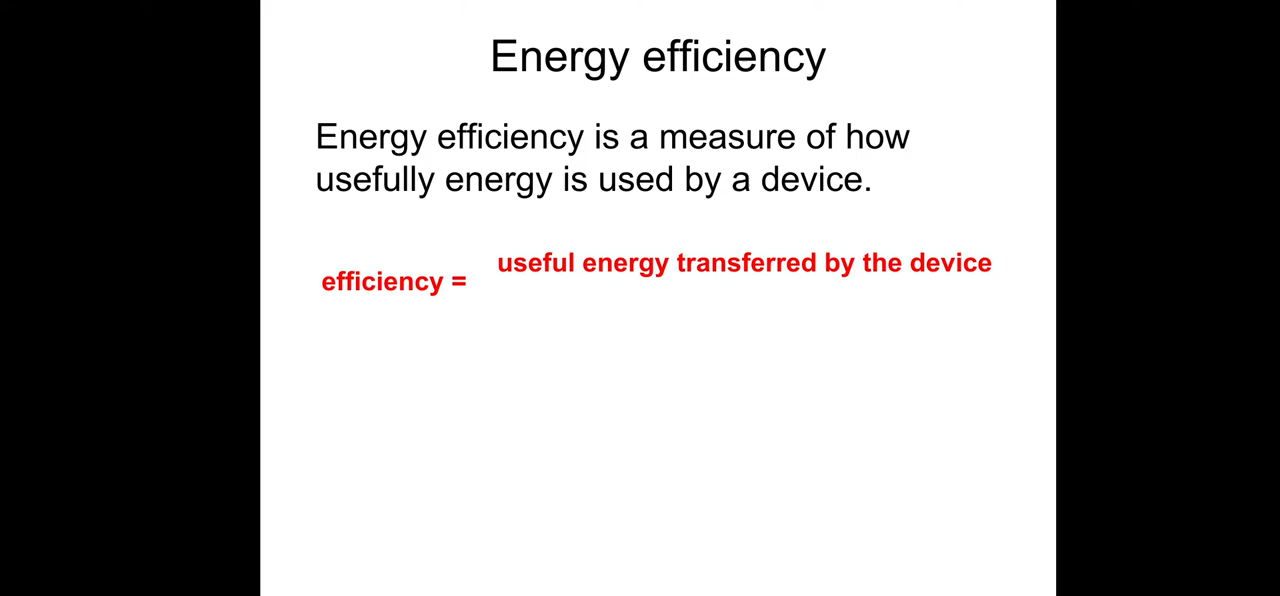 Energy efficiency
Energy efficiency is a measure of how
usefully energy is used by a device.
efficiency =
useful energy transferred by the device